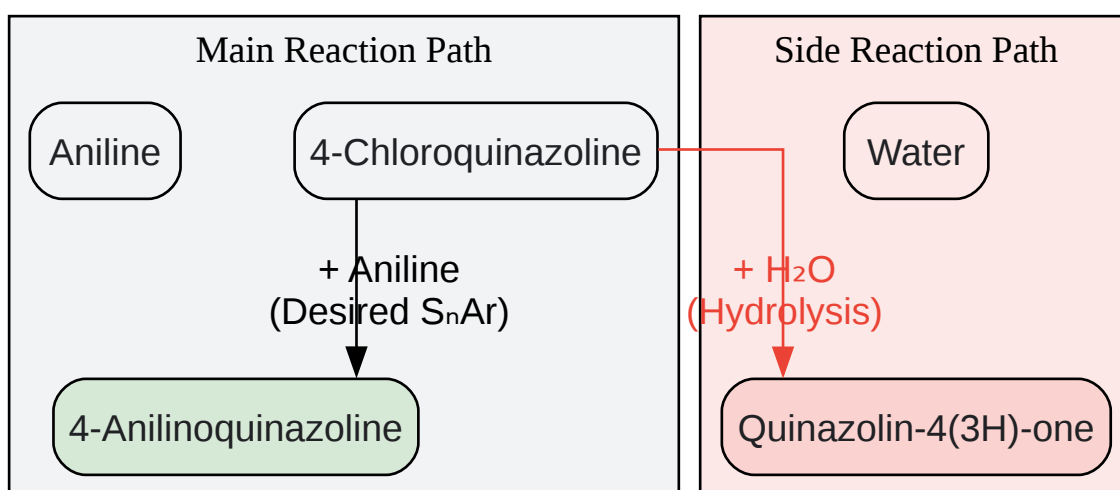 Main Reaction Path
Side Reaction Path
Aniline
4-Chloroquinazoline
Water
+ Aniline
(Desired SₙAr)
+ H₂O
(Hydrolysis)
4-Anilinoquinazoline
Quinazolin-4(3H)-one